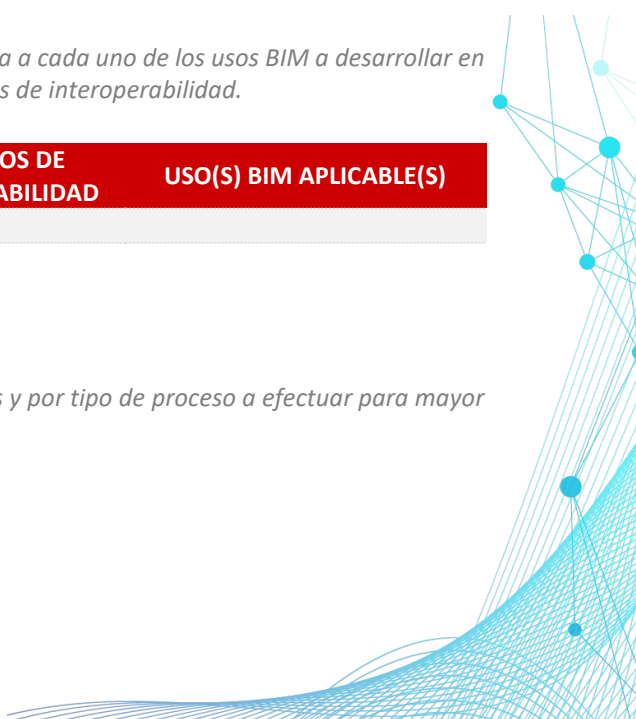 a a cada uno de los usos BIM a desarrollar en
s de interoperabilidad.
OS DE
ABILIDAD
USO(S) BIM APLICABLE(S)
s y por tipo de proceso a efectuar para mayor